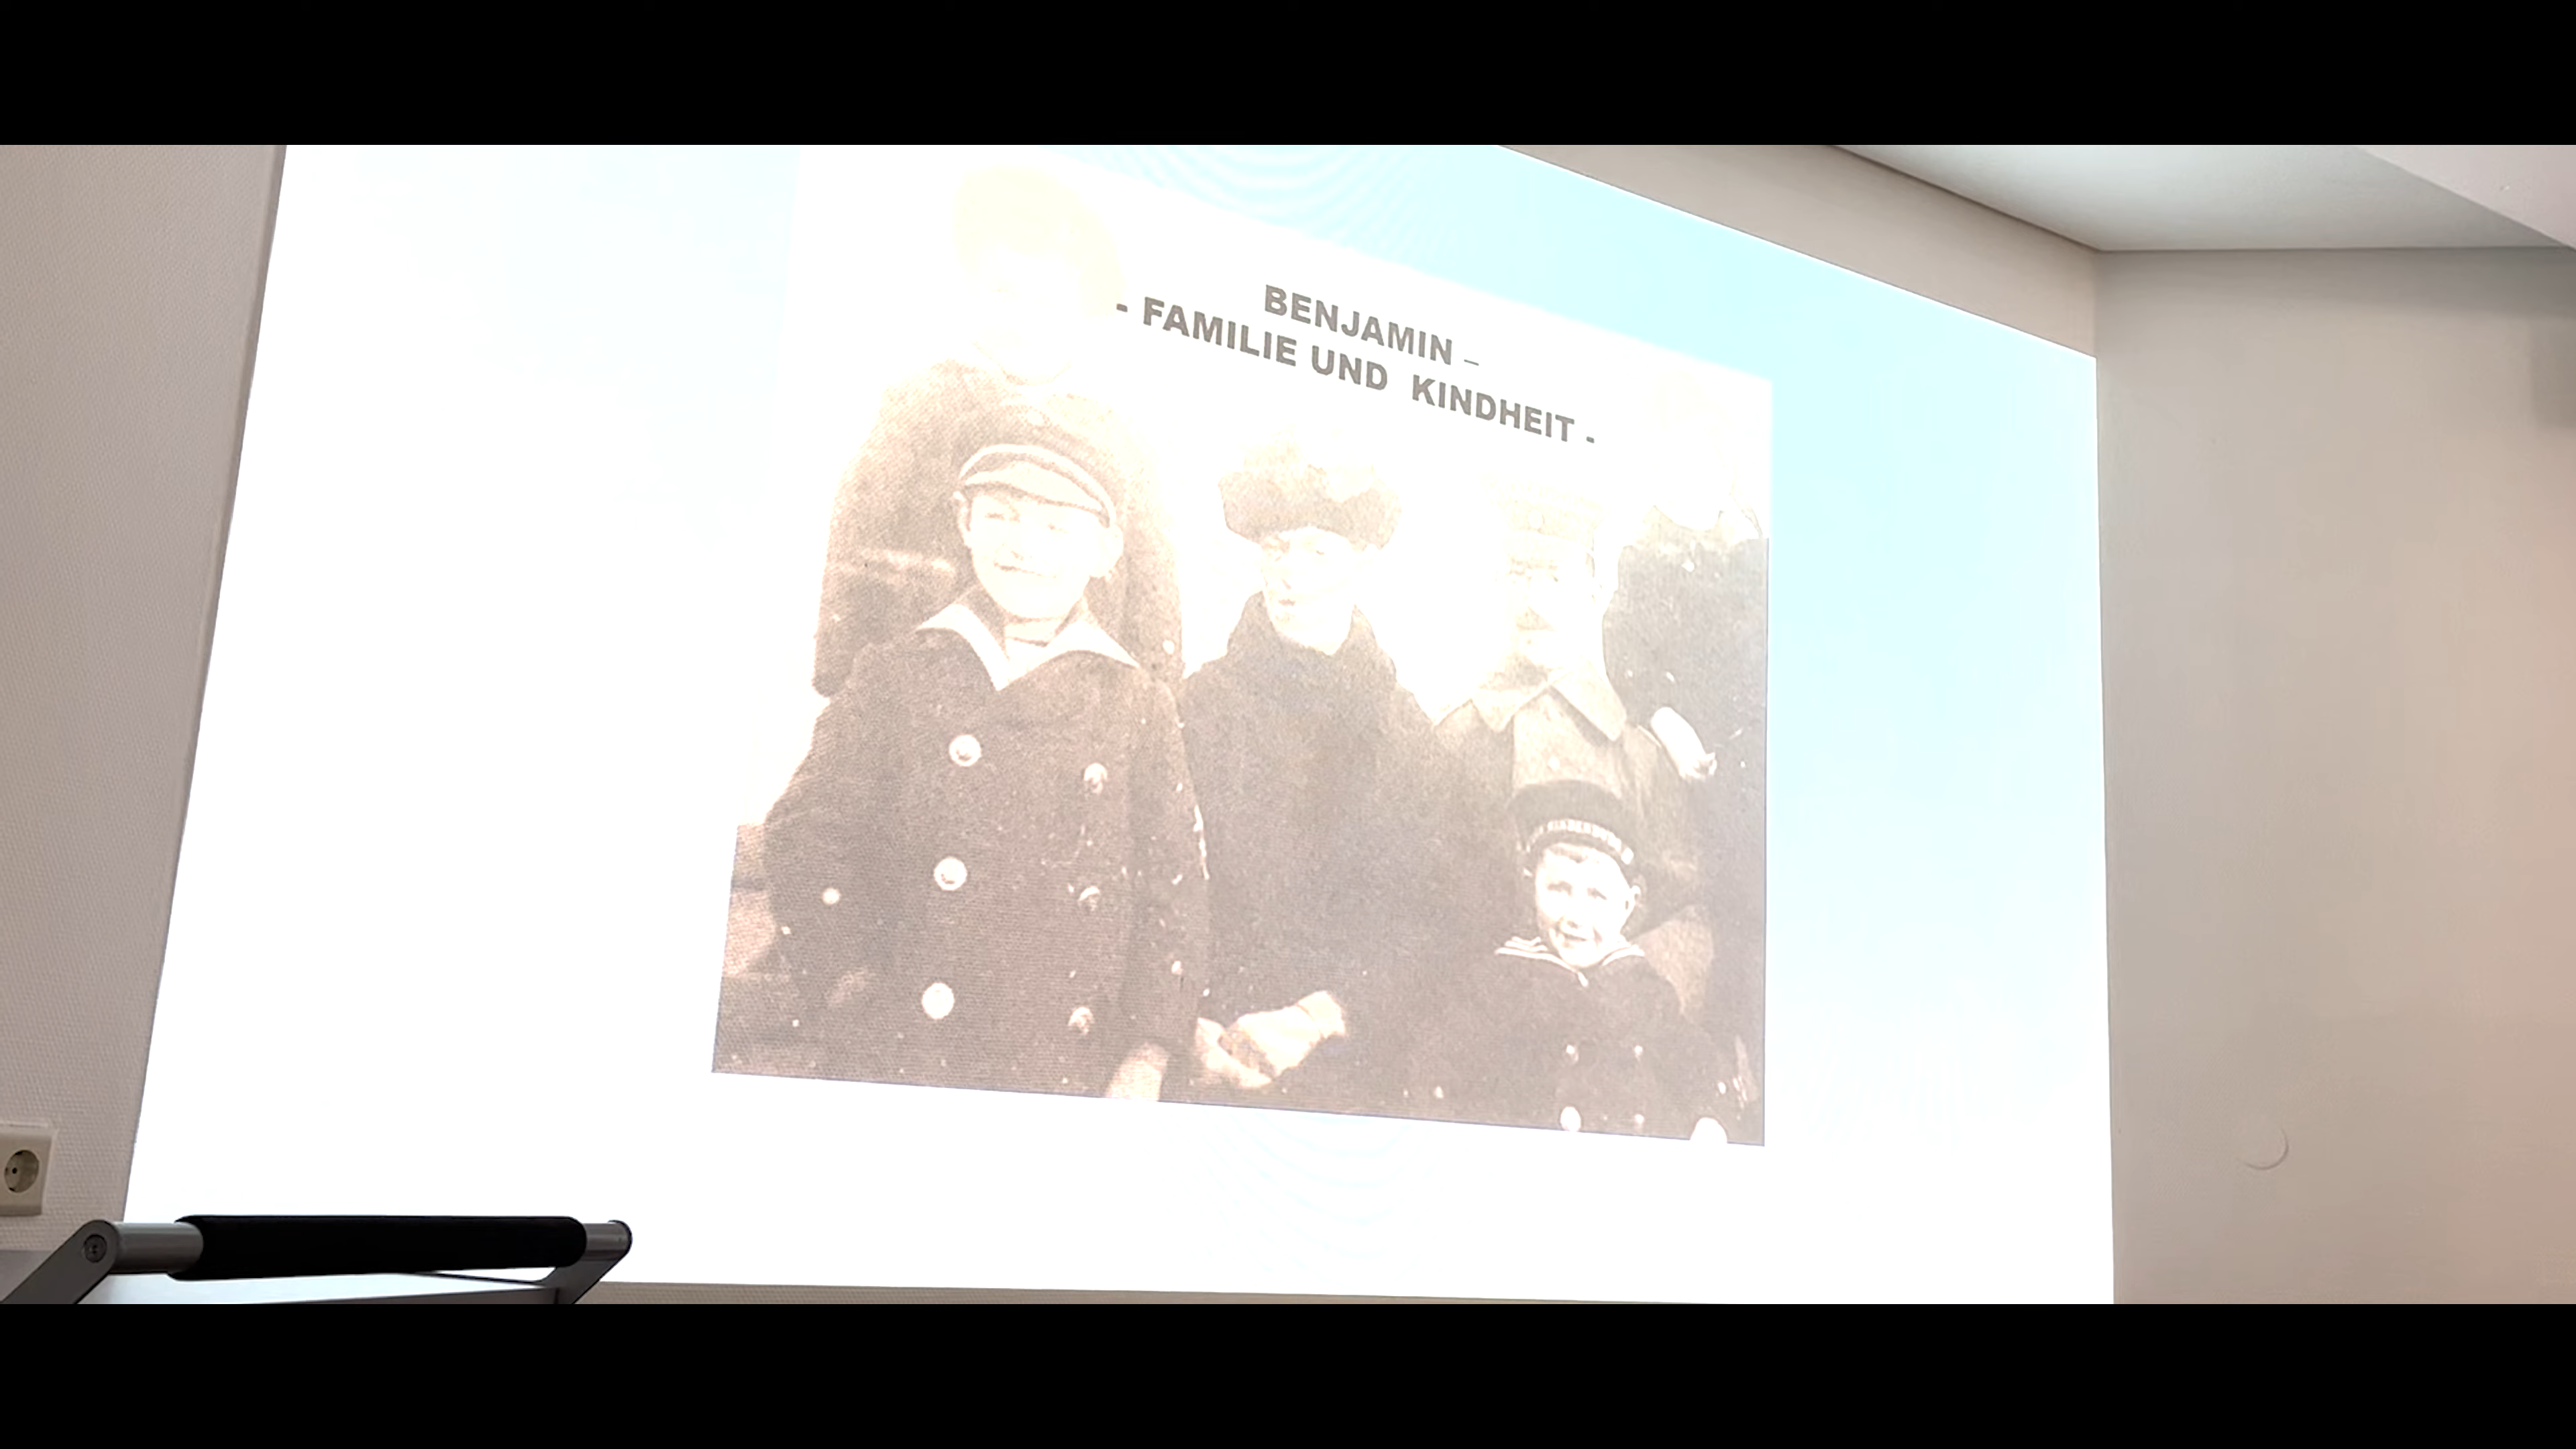 BENJAMIN –
- FAMILIE UND KINDHEIT -